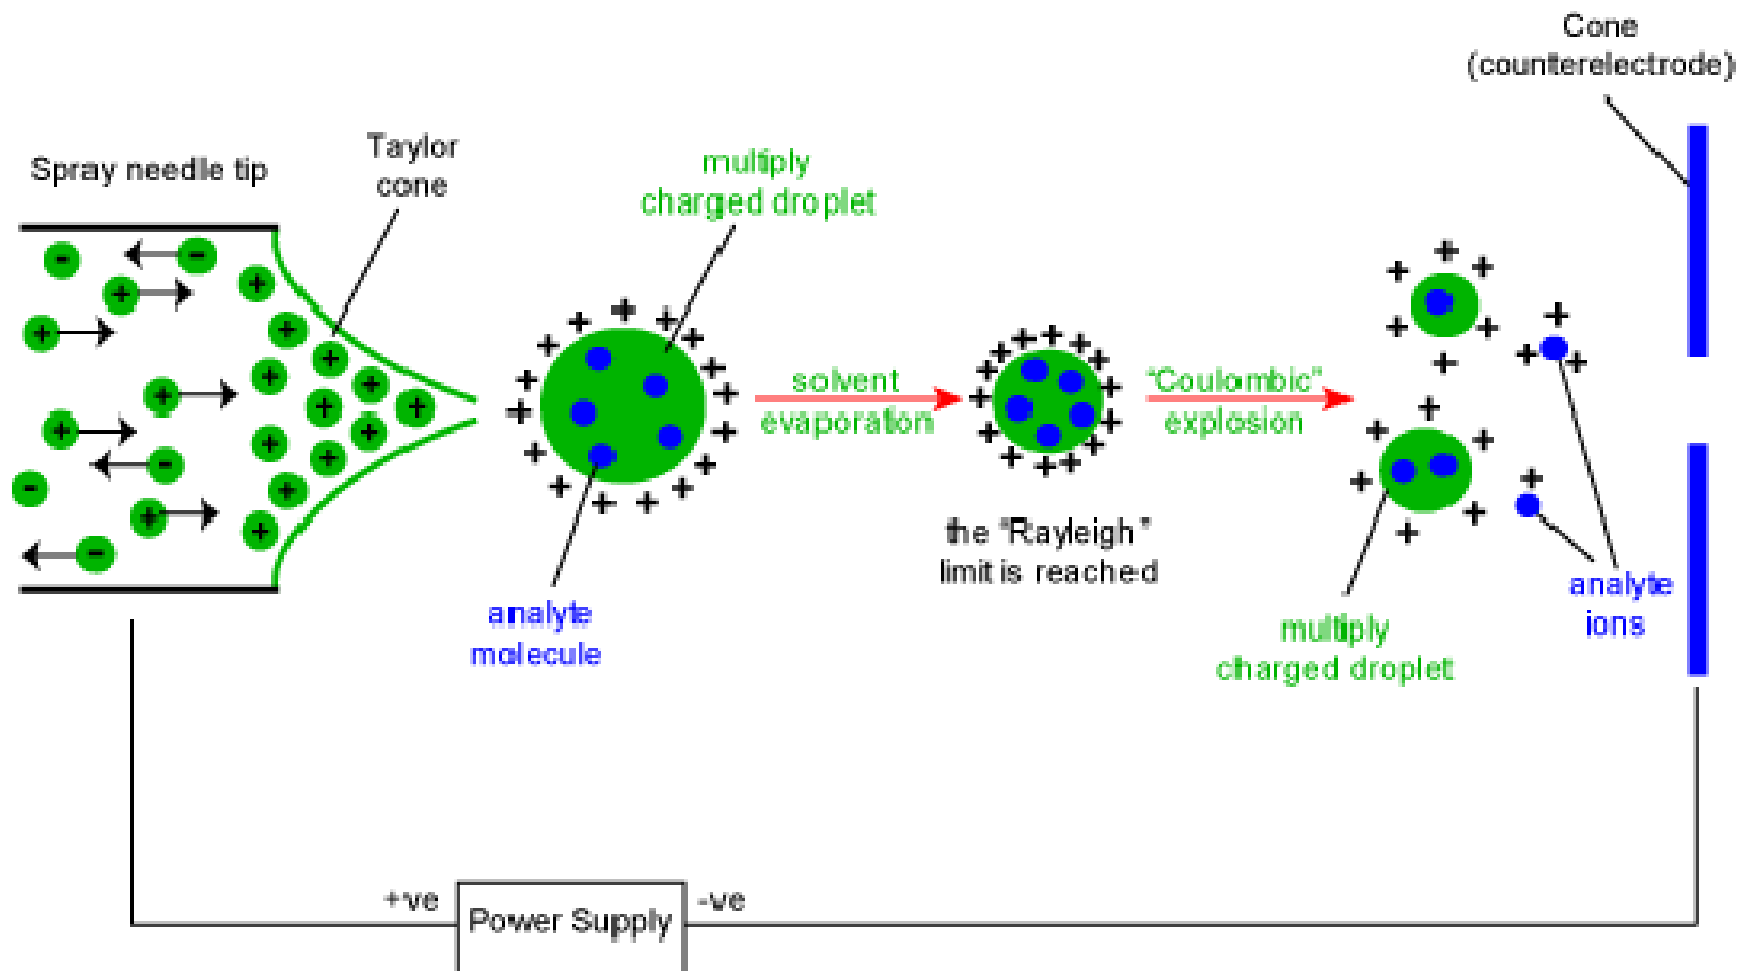 Cone
(counterelectrode)
Spray needle tip
Taylor
cone
multiply
charged droplet
solvent
evaporation
"Coulombic"
explosion
the "Rayleigh"
limit is reached
analyte
molecule
multiply
charged droplet
analyte
ions
+ve
Power Supply
-ve